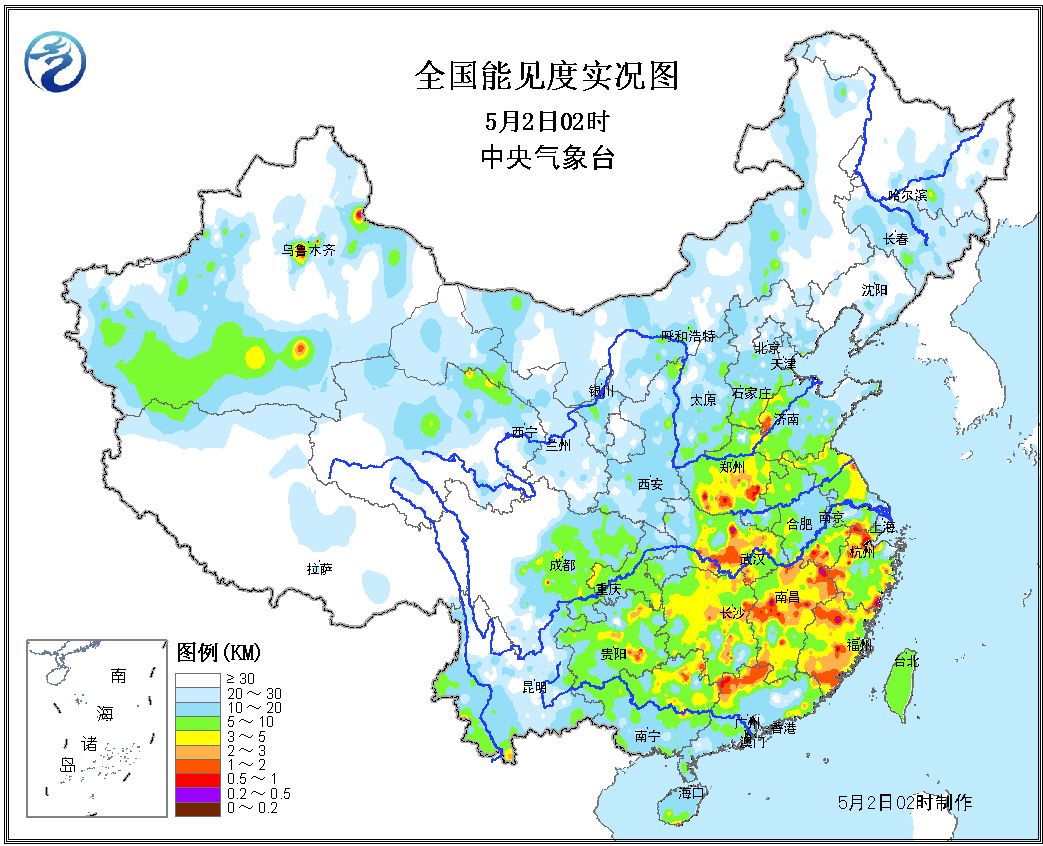 全国能见度实况图
5月2日02时
中央气象台
哈尔滨
长春
乌鲁木齐
沈阳
呼和浩特
北京
天津
银川
太原
石家庄
济南
西宁
兰州
郑州
西安
合肥
南京
上海
成都
武汉
杭州
拉萨
重庆
南昌
长沙
贵阳
福州
台北
昆明
广州
香港
南宁
澳门
海口
图例(KM)
≥30
20～30
10～20
5～10
3～5
2～3
1～2
0.5～1
0.2～0.5
0～0.2
南
海
诸
岛
5月2日02时制作